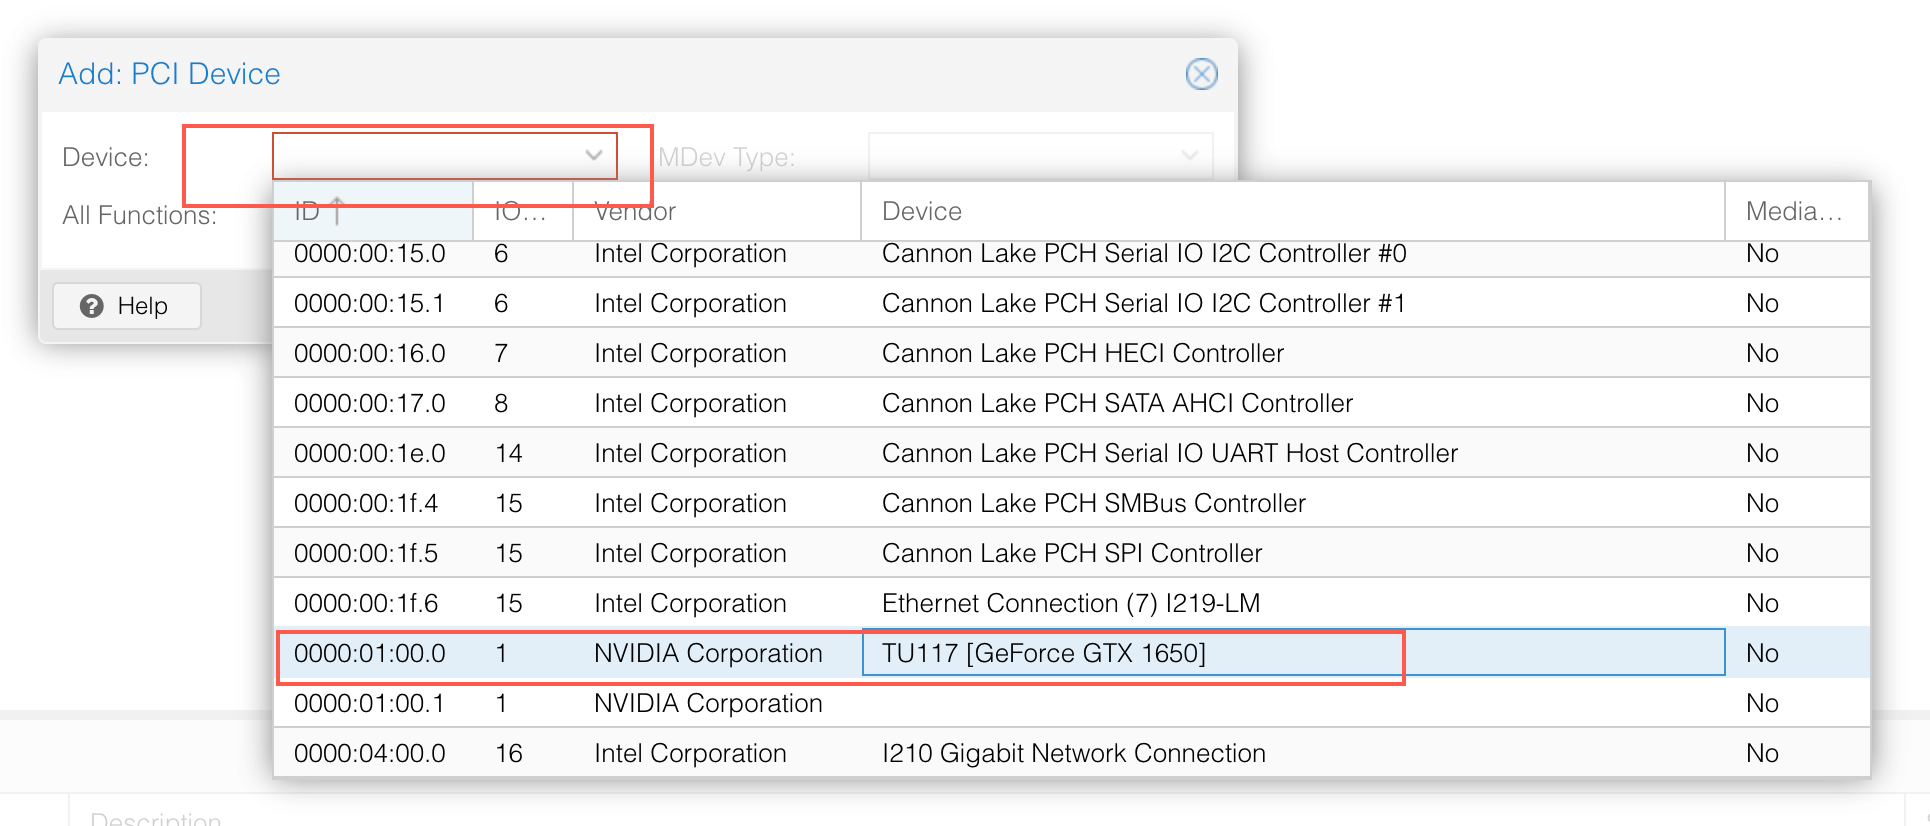 Add: PCI Device
Device:
MDev Type:
All Functions:
Help
ID IO... Vendor Device Media...
0000:00:15.0 6 Intel Corporation Cannon Lake PCH Serial IO I2C Controller #0 No
0000:00:15.1 6 Intel Corporation Cannon Lake PCH Serial IO I2C Controller #1 No
0000:00:16.0 7 Intel Corporation Cannon Lake PCH HECI Controller No
0000:00:17.0 8 Intel Corporation Cannon Lake PCH SATA AHCI Controller No
0000:00:1e.0 14 Intel Corporation Cannon Lake PCH Serial IO UART Host Controller No
0000:00:1f.4 15 Intel Corporation Cannon Lake PCH SMBus Controller No
0000:00:1f.5 15 Intel Corporation Cannon Lake PCH SPI Controller No
0000:00:1f.6 15 Intel Corporation Ethernet Connection (7) I219-LM No
0000:01:00.0 1 NVIDIA Corporation TU117 [GeForce GTX 1650] No
0000:01:00.1 1 NVIDIA Corporation No
0000:04:00.0 16 Intel Corporation I210 Gigabit Network Connection No
Description